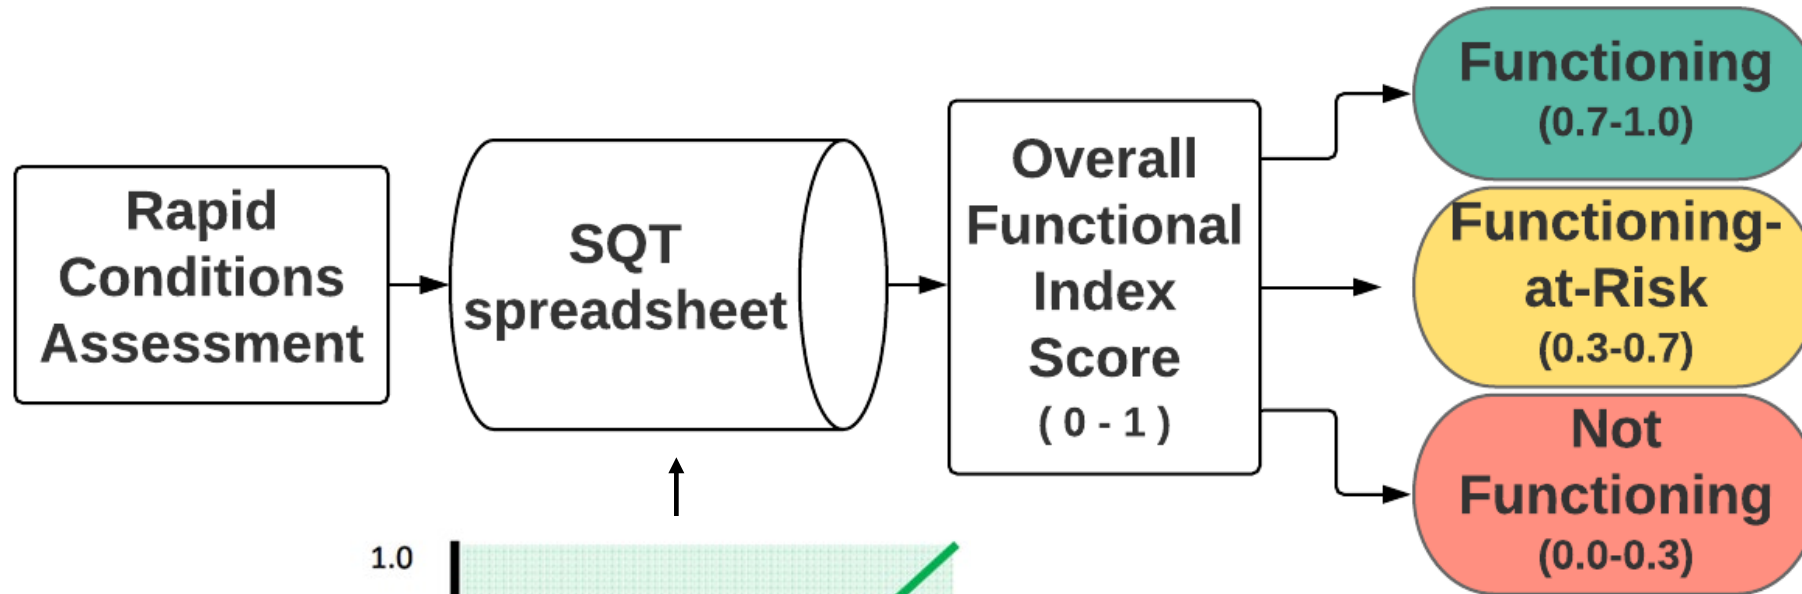 Rapid
Conditions
Assessment
SQT
spreadsheet
Overall
Functional
Index
Score
( 0 - 1 )
Functioning
(0.7-1.0)
Functioning-
at-Risk
(0.3-0.7)
Not
Functioning
(0.0-0.3)
1.0